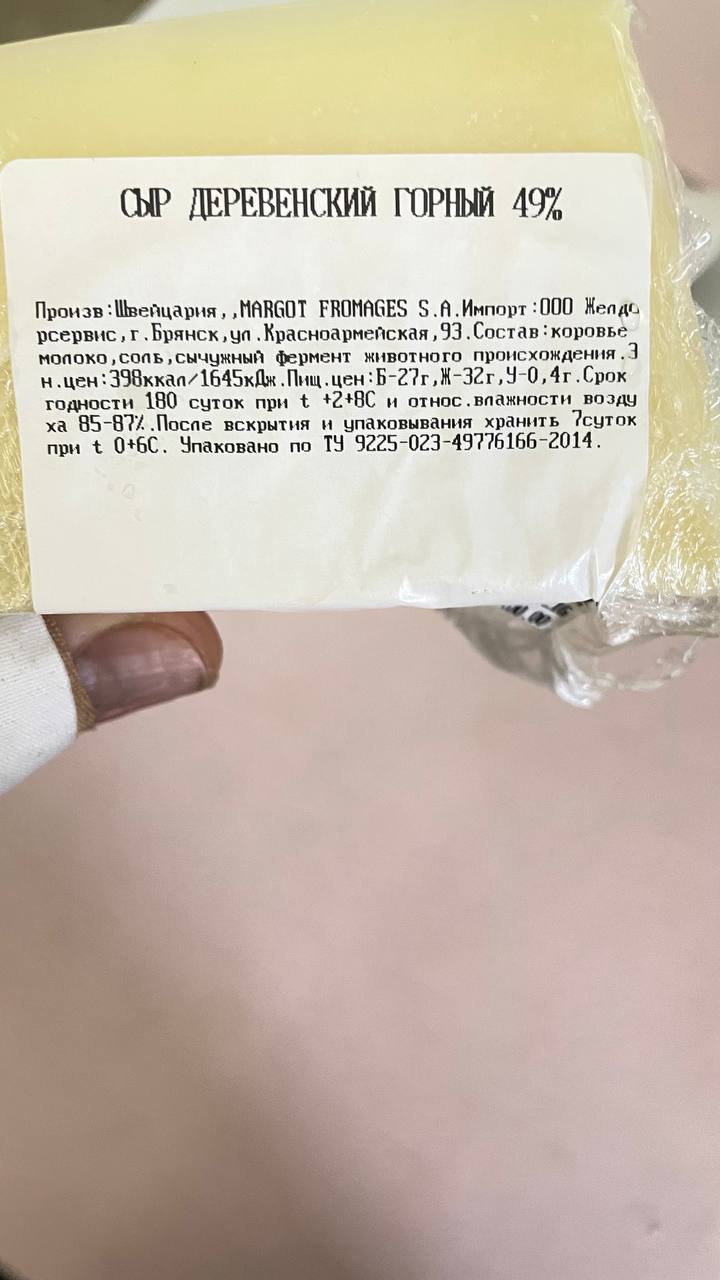 СЫР ДЕРЕВЕНСКИЙ ГОРНЫЙ 49%
Произв:Швейцария,,MARGOT FROMAGES S.A.Импорт:ООО Желдо
рсервис,г.Брянск,ул.Красноармейская,93.Состав:коровье
молоко,соль,сычужный фермент животного происхождения.Э
н.цен:398ккал/1645кДж.Пищ.цен:Б-27г,Ж-32г,У-0,4г.Срок
годности 180 суток при t +2+8С и относ.влажности возду
ха 85-87%.После вскрытия и упаковывания хранить 7суток
при t 0+6С. Упаковано по ТУ 9225-023-49776166-2014.